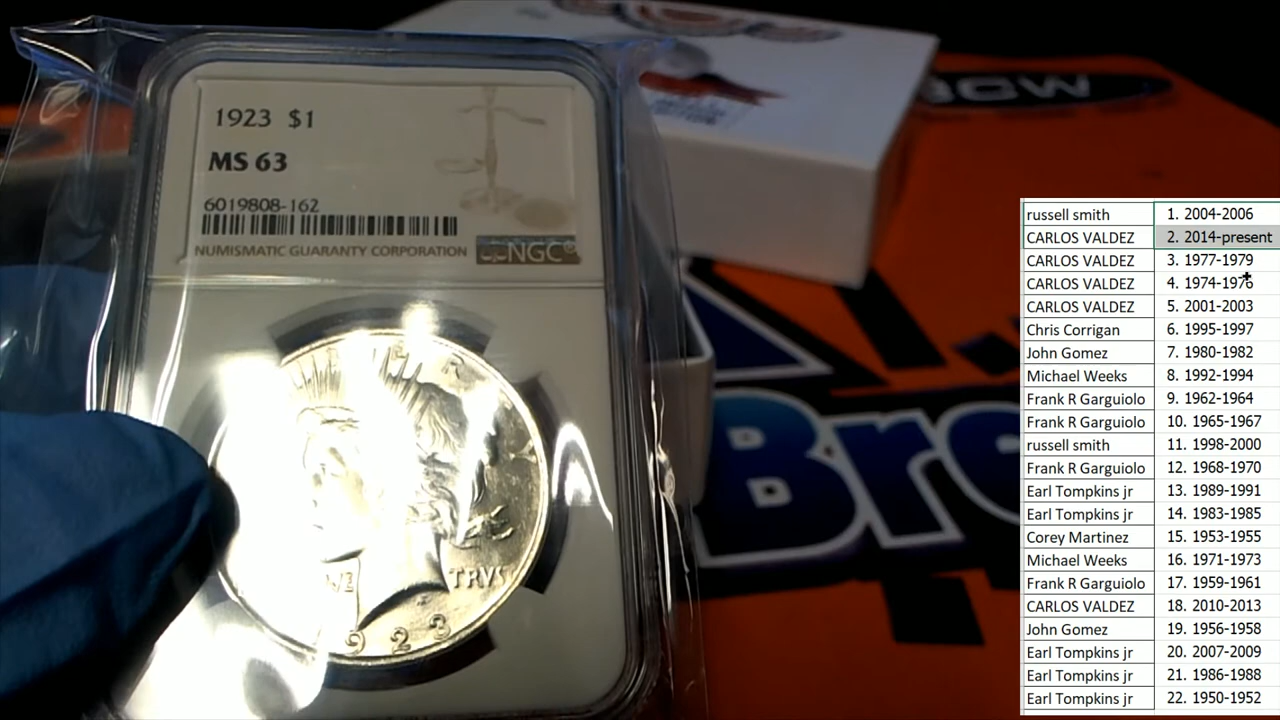 1923 $1
MS 63
6019808-162
NUMISMATIC GUARANTY CORPORATION
NGC
TRVS
1923
BCW
Bre
russell smith 1. 2004-2006
CARLOS VALDEZ 2. 2014-present
CARLOS VALDEZ 3. 1977-1979
CARLOS VALDEZ 4. 1974-1976
CARLOS VALDEZ 5. 2001-2003
Chris Corrigan 6. 1995-1997
John Gomez 7. 1980-1982
Michael Weeks 8. 1992-1994
Frank R Garguiolo 9. 1962-1964
Frank R Garguiolo 10. 1965-1967
russell smith 11. 1998-2000
Frank R Garguiolo 12. 1968-1970
Earl Tompkins jr 13. 1989-1991
Earl Tompkins jr 14. 1983-1985
Corey Martinez 15. 1953-1955
Michael Weeks 16. 1971-1973
Frank R Garguiolo 17. 1959-1961
CARLOS VALDEZ 18. 2010-2013
John Gomez 19. 1956-1958
Earl Tompkins jr 20. 2007-2009
Earl Tompkins jr 21. 1986-1988
Earl Tompkins jr 22. 1950-1952